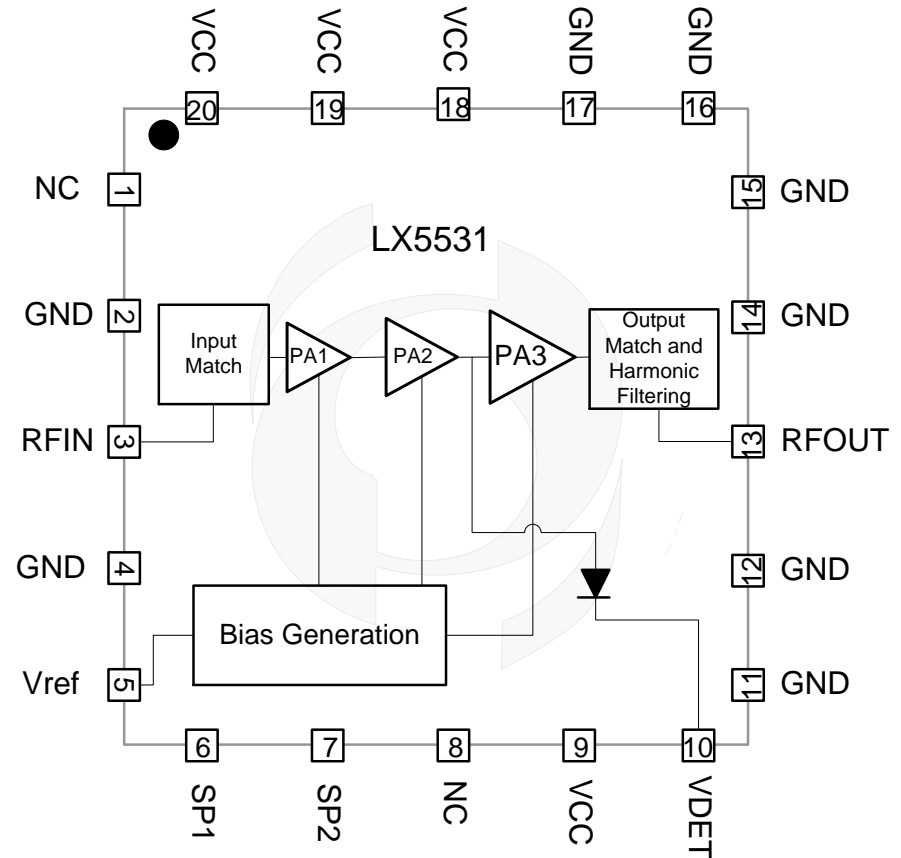 VCC
VCC
VCC
GND
GND
20
19
18
17
16
NC
1
15
GND
LX5531
GND
2
14
GND
Input
Match
PA1
PA2
PA3
Output
Match and
Harmonic
Filtering
RFIN
3
13
RFOUT
GND
4
12
GND
Bias Generation
Vref
5
11
GND
6
7
8
9
10
SP1
SP2
NC
VCC
VDET